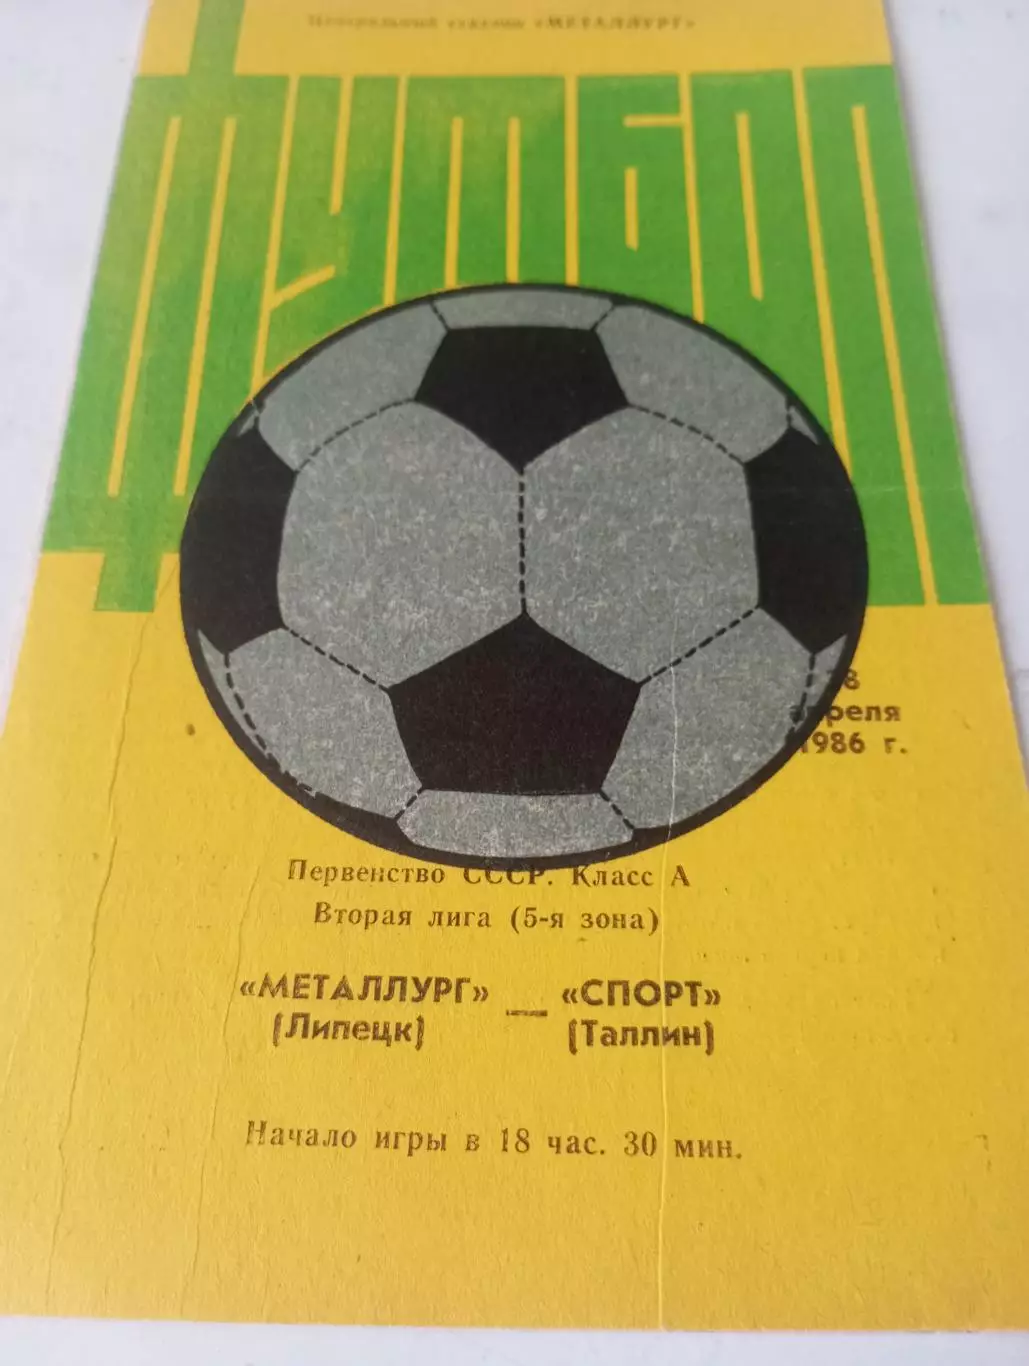 Центральный стадион «МЕТАЛЛУРГ»
ФУТБОЛ
8
апреля
1986 г.
Первенство СССР. Класс А
Вторая лига (5-я зона)
«МЕТАЛЛУРГ» — «СПОРТ»
(Липецк) (Таллин)
Начало игры в 18 час. 30 мин.